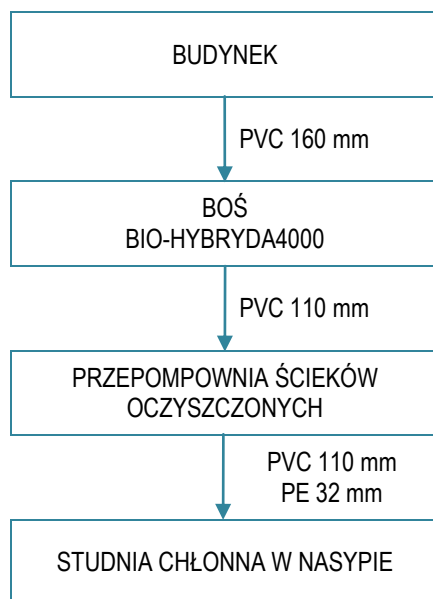 BUDYNEK
PVC 160 mm
BOŚ
BIO-HYBRYDA4000
PVC 110 mm
PRZEPOMPOWNIA ŚCIEKÓW
OCZYSZCZONYCH
PVC 110 mm
PE 32 mm
STUDNIA CHŁONNA W NASYPIE